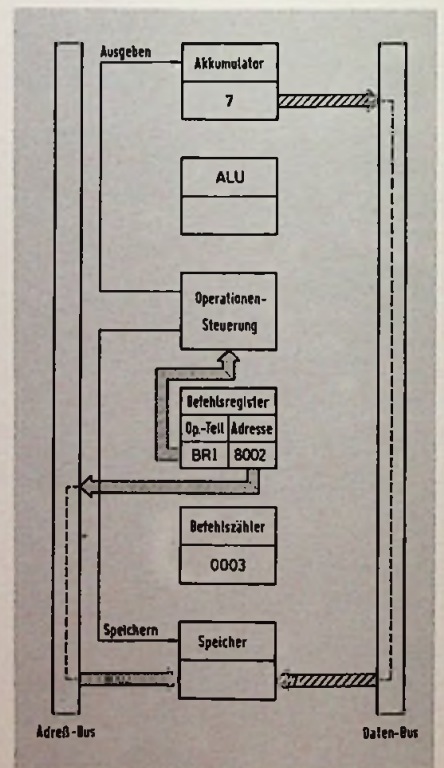 Ausgeben
Akkumulator
7
ALU
Operationen-
Steuerung
Befehlsregister
Op.-Teil Adresse
BR1 8002
Befehlszähler
0003
Speichern
Speicher
Adreß-Bus
Daten-Bus